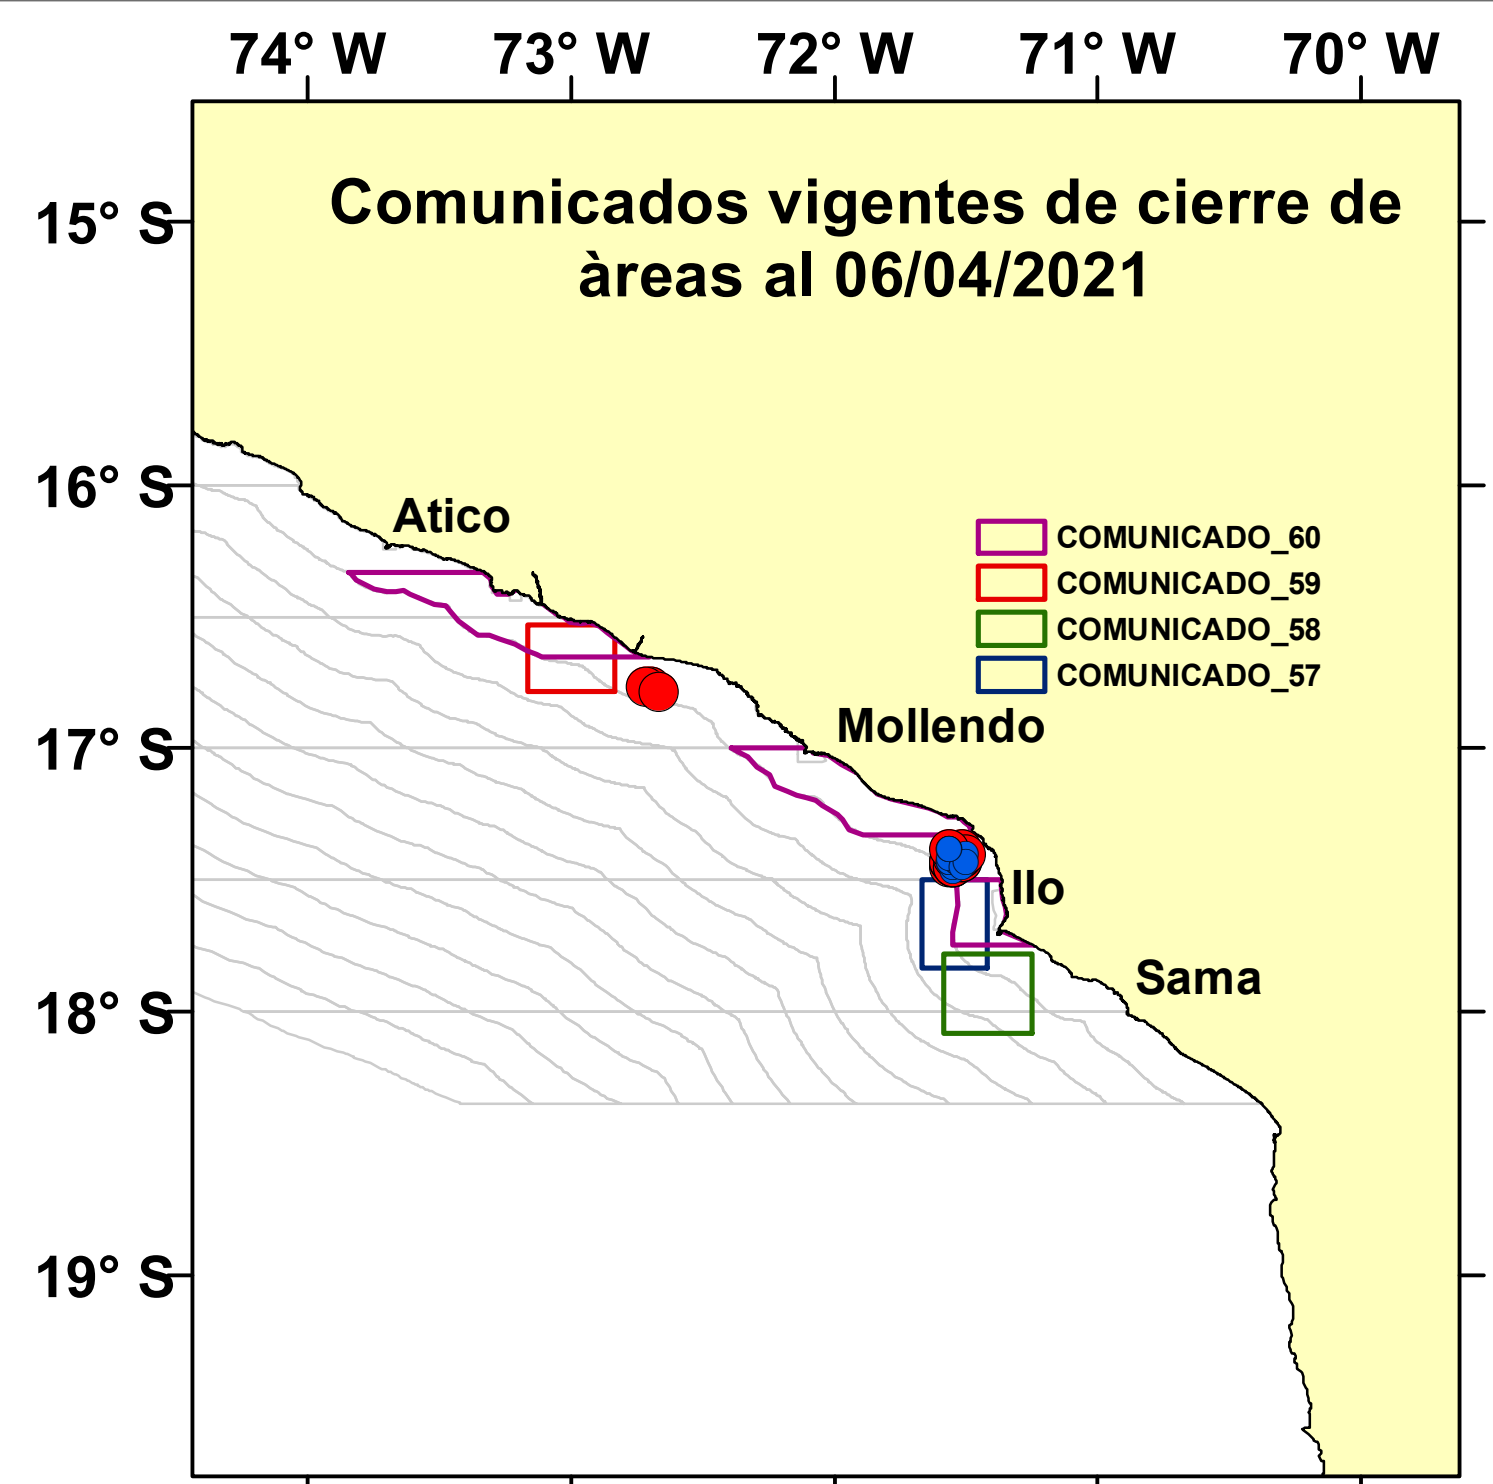 74° W
73° W
72° W
71° W
70° W
Comunicados vigentes de cierre de
àreas al 06/04/2021
15° S
16° S
17° S
18° S
19° S
Atico
COMUNICADO_60
COMUNICADO_59
COMUNICADO_58
COMUNICADO_57
Mollendo
Ilo
Sama